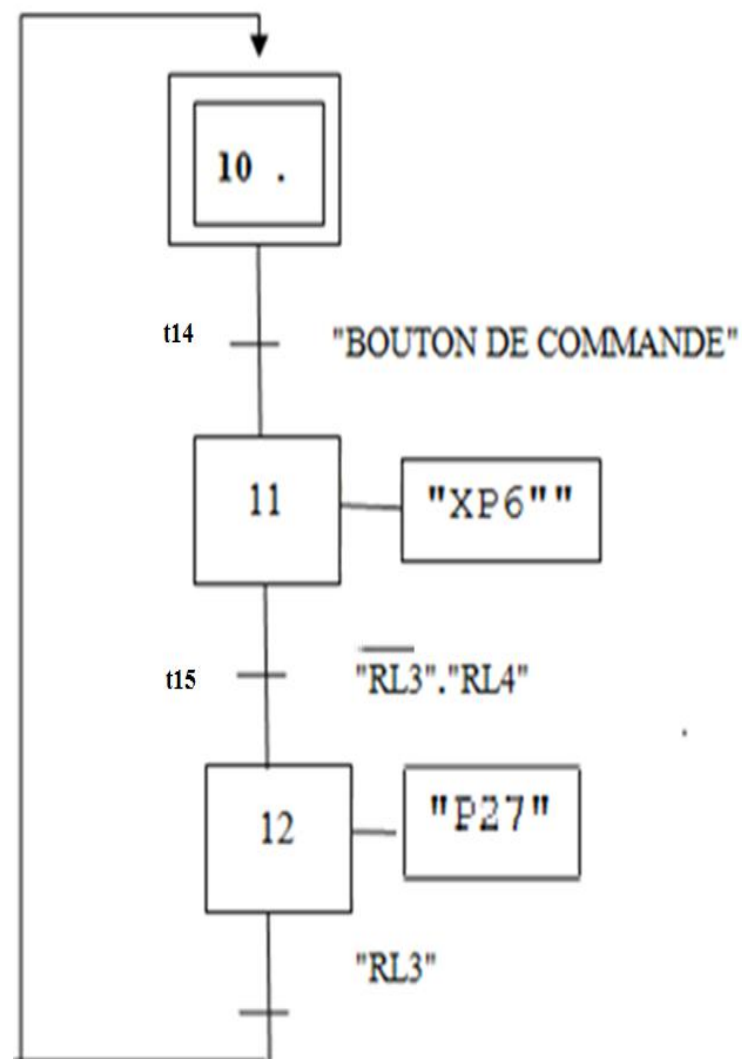 10 .
t14
"BOUTON DE COMMANDE"
11
"XP6""
t15
"RL3"."RL4"
12
"P27"
"RL3"